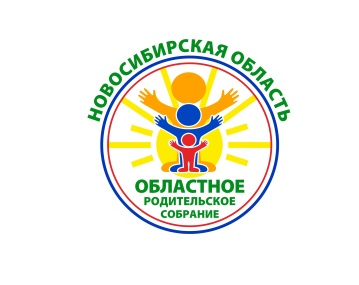 НОВОСИБИРСКАЯ ОБЛАСТЬ
ОБЛАСТНОЕ
РОДИТЕЛЬСКОЕ
СОБРАНИЕ